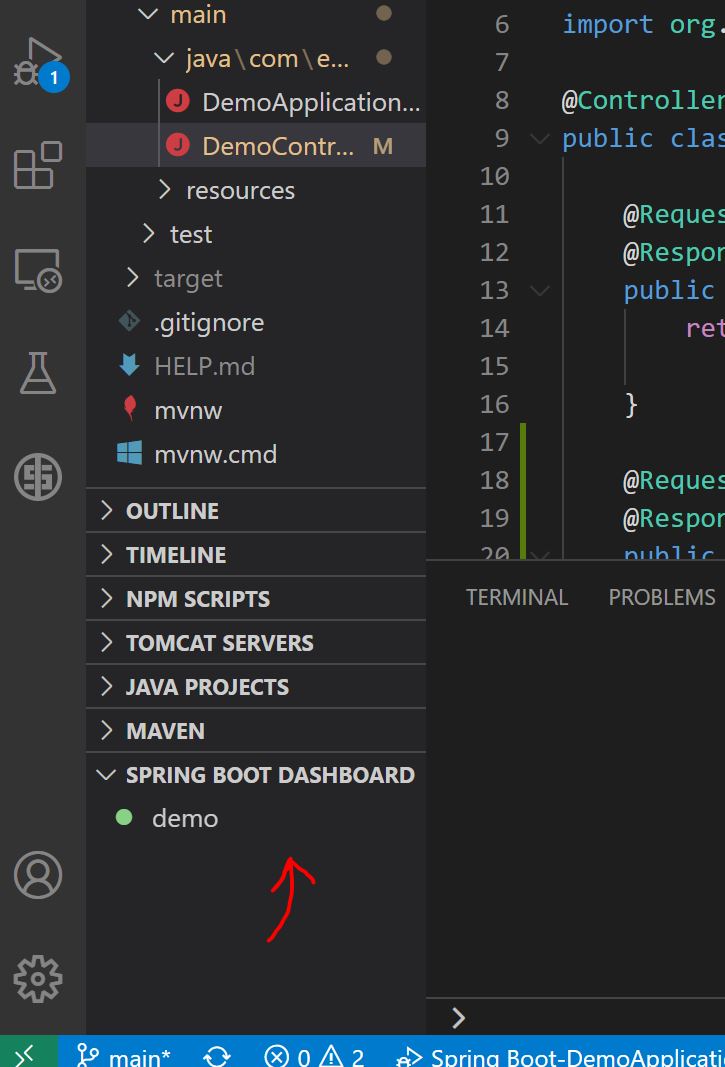 main
java\com\e...
DemoApplication...
DemoContr... M
resources
test
target
.gitignore
HELP.md
mvnw
mvnw.cmd
OUTLINE
TIMELINE
NPM SCRIPTS
TOMCAT SERVERS
JAVA PROJECTS
MAVEN
SPRING BOOT DASHBOARD
demo
1
J
J
6 import org.
7
8 @Controller
9 public clas
10
11 @Reques
12 @Respon
13 public
14 ret
15
16 }
17
18 @Reques
19 @Respon
20 public
TERMINAL PROBLEMS
main* 0 2 Spring Boot-DemoApplicati